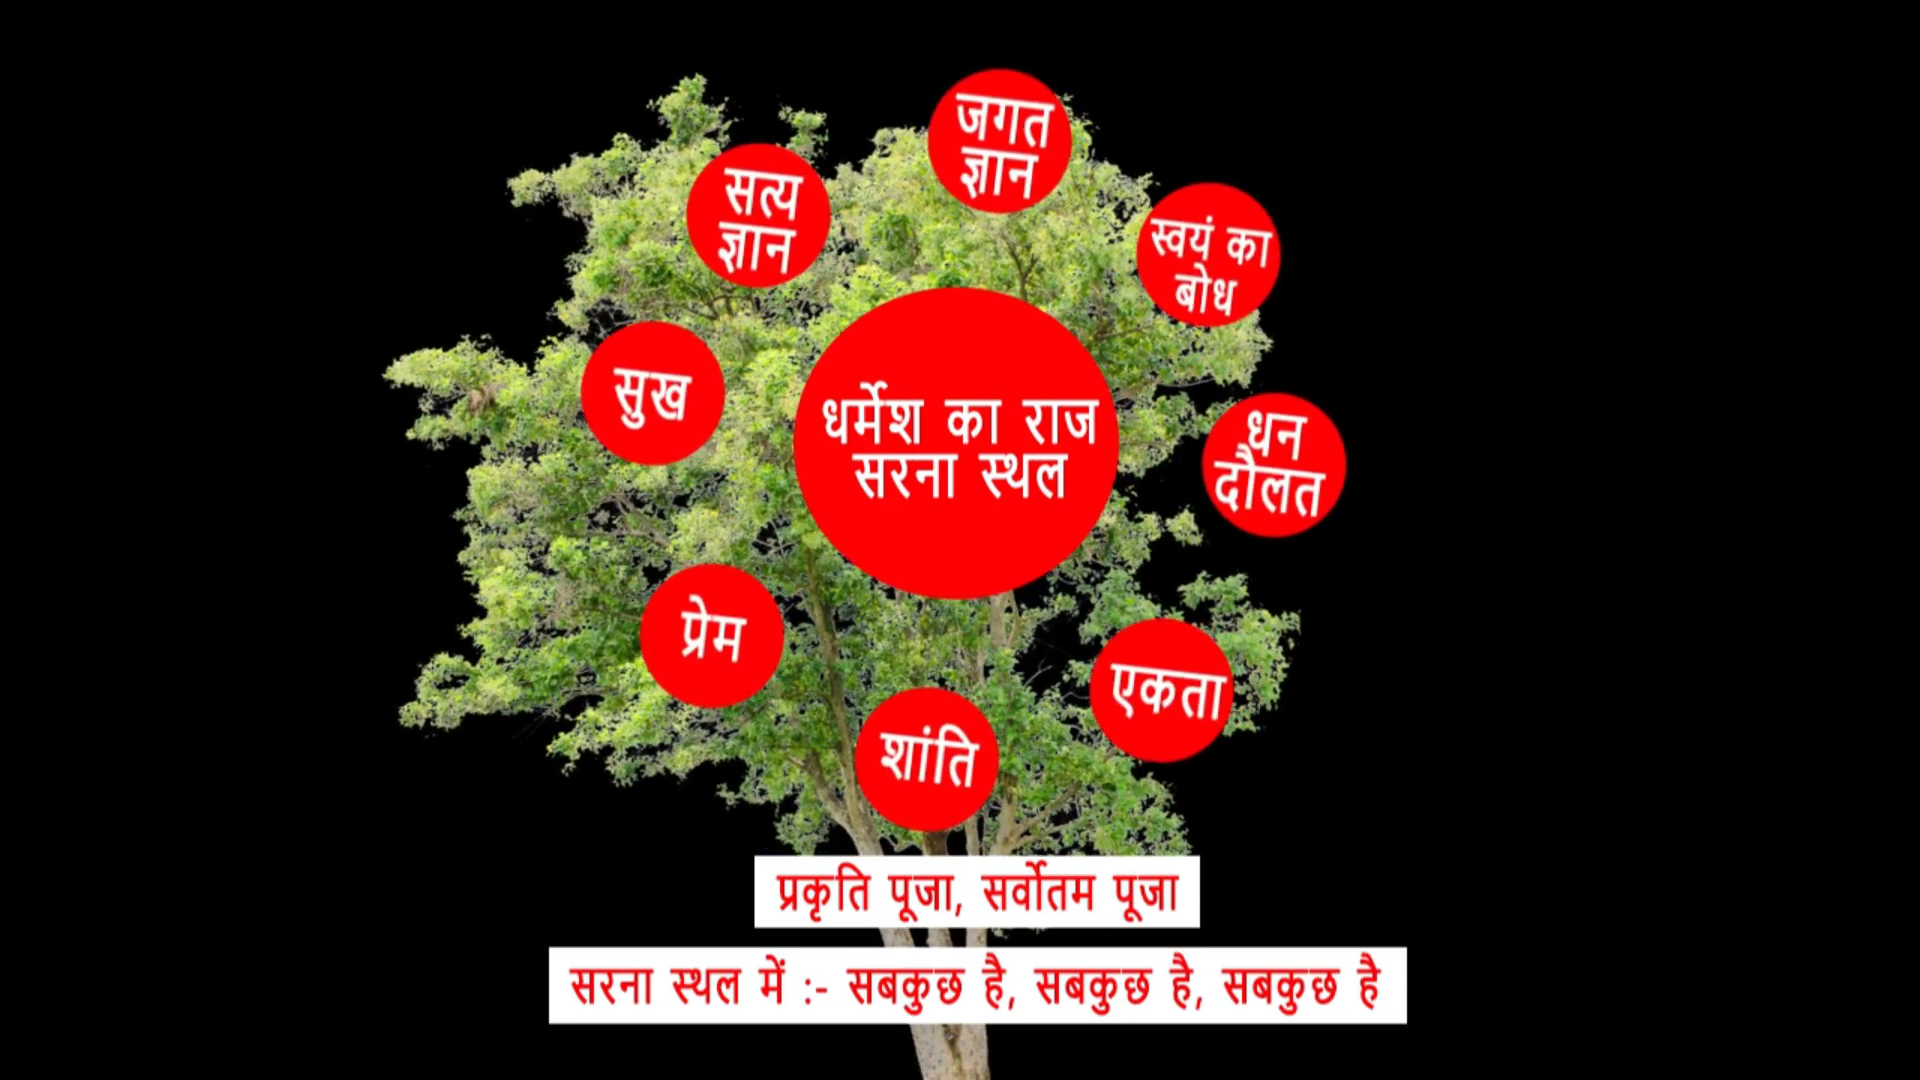 जगत
ज्ञान
सत्य
ज्ञान
स्वयं का
बोध
सुख
धर्मेश का राज
सरना स्थल
धन
दौलत
प्रेम
एकता
शांति
प्रकृति पूजा, सर्वोतम पूजा
सरना स्थल में :- सबकुछ है, सबकुछ है, सबकुछ है